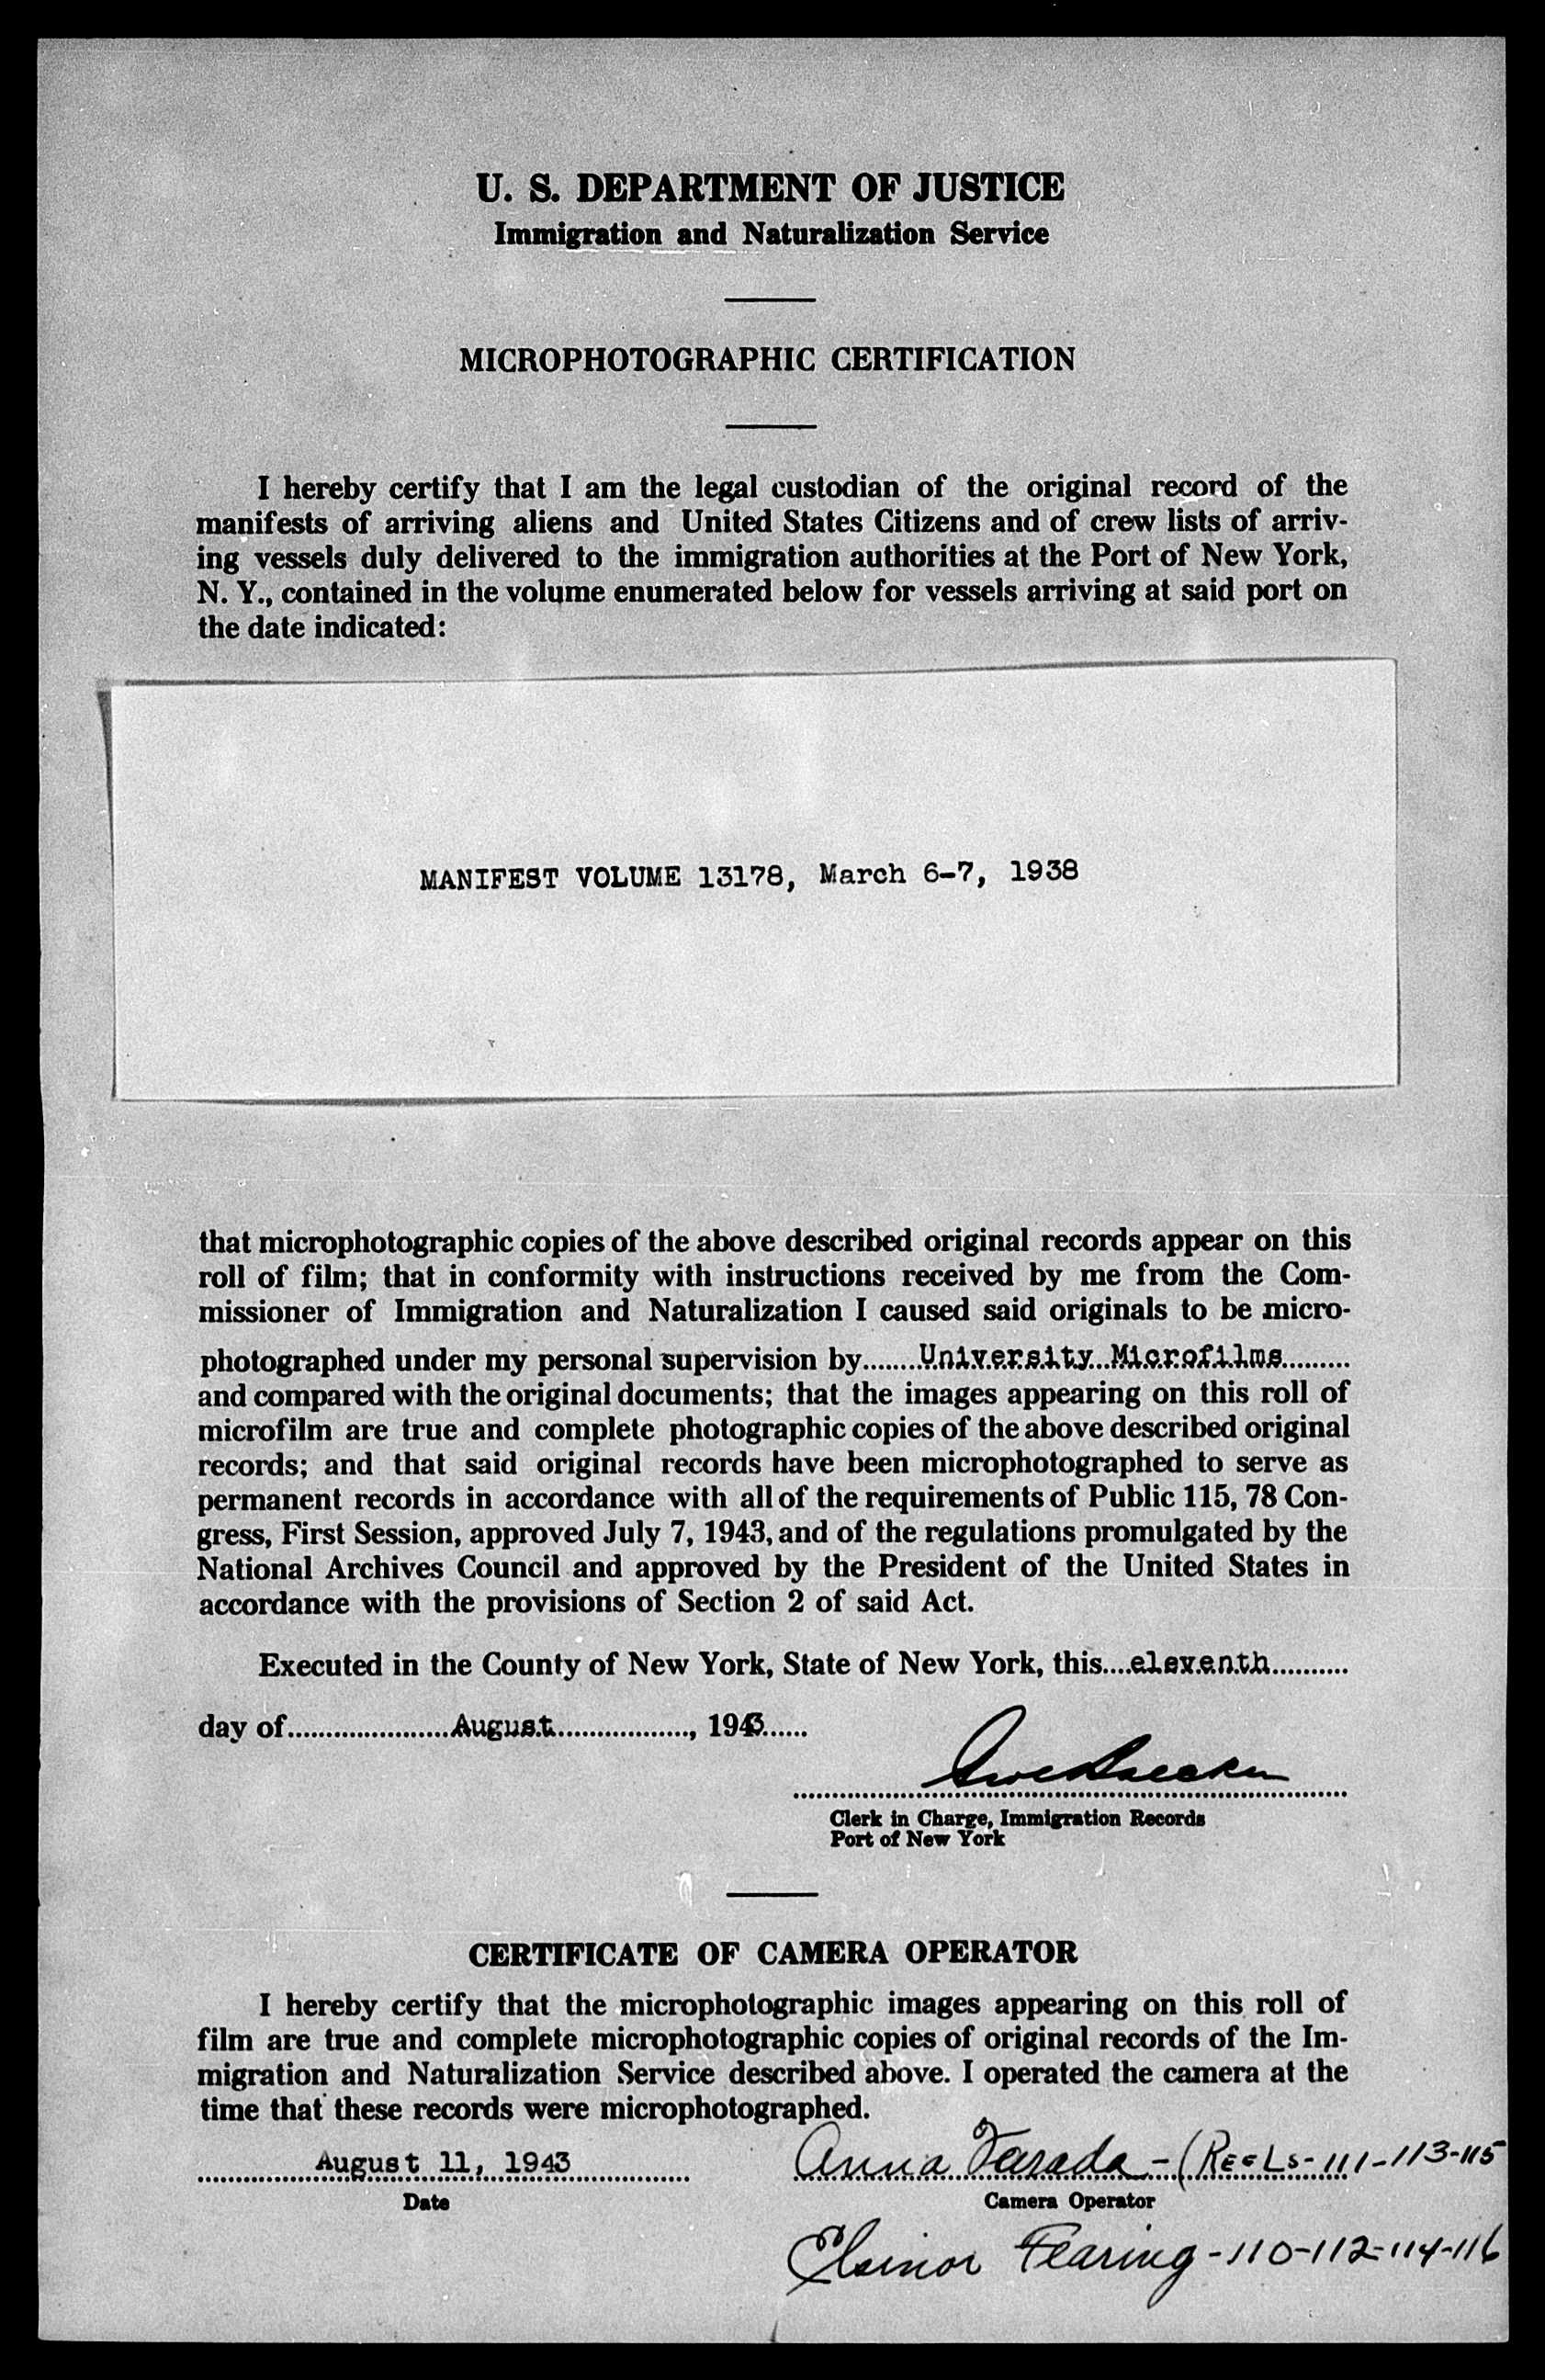 U. S. DEPARTMENT OF JUSTICE
Immigration and Naturalization Service
MICROPHOTOGRAPHIC CERTIFICATION
I hereby certify that I am the legal custodian of the original record of the
manifests of arriving aliens and United States Citizens and of crew lists of arriv-
ing vessels duly delivered to the immigration authorities at the Port of New York,
N. Y., contained in the volume enumerated below for vessels arriving at said port on
the date indicated:
MANIFEST VOLUME 13178, March 6-7, 1938
that microphotographic copies of the above described original records appear on this
roll of film; that in conformity with instructions received by me from the Com-
missioner of Immigration and Naturalization I caused said originals to be micro-
photographed under my personal supervision by.......University Microfilms.........
and compared with the original documents; that the images appearing on this roll of
microfilm are true and complete photographic copies of the above described original
records; and that said original records have been microphotographed to serve as
permanent records in accordance with all of the requirements of Public 115, 78 Con-
gress, First Session, approved July 7, 1943, and of the regulations promulgated by the
National Archives Council and approved by the President of the United States in
accordance with the provisions of Section 2 of said Act.
Executed in the County of New York, State of New York, this....eleventh...........
day of......................August.................., 1943......
Clerk in Charge, Immigration Records
Port of New York
CERTIFICATE OF CAMERA OPERATOR
I hereby certify that the microphotographic images appearing on this roll of
film are true and complete microphotographic copies of original records of the Im-
migration and Naturalization Service described above. I operated the camera at the
time that these records were microphotographed.
August 11, 1943 Anna - (REELS-111-113-115
Date Camera Operator
Elsinor Fearing-110-112-114-116